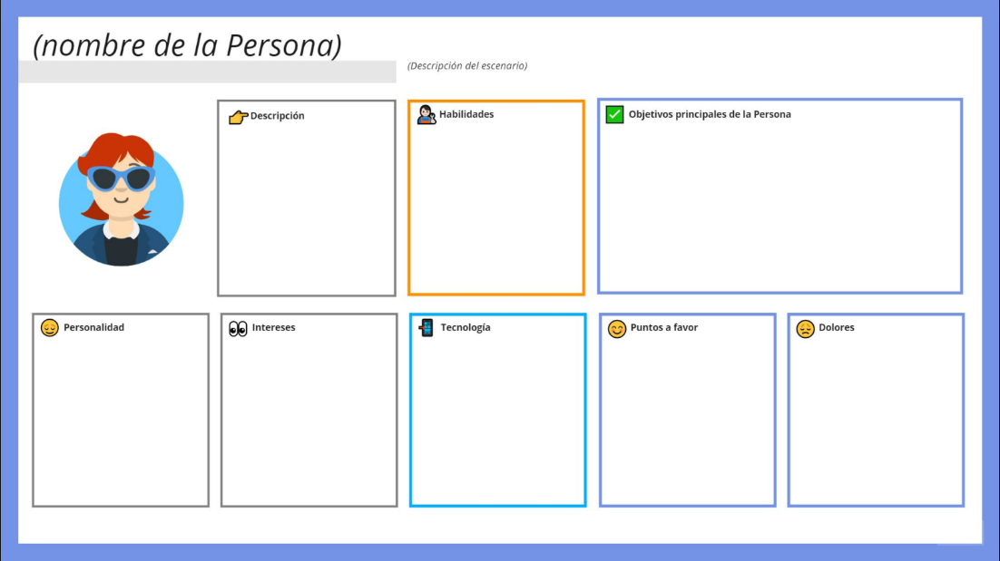 (nombre de la Persona)
(Descripción del escenario)
Descripción
Habilidades
Objetivos principales de la Persona
Personalidad
Intereses
Tecnología
Puntos a favor
Dolores